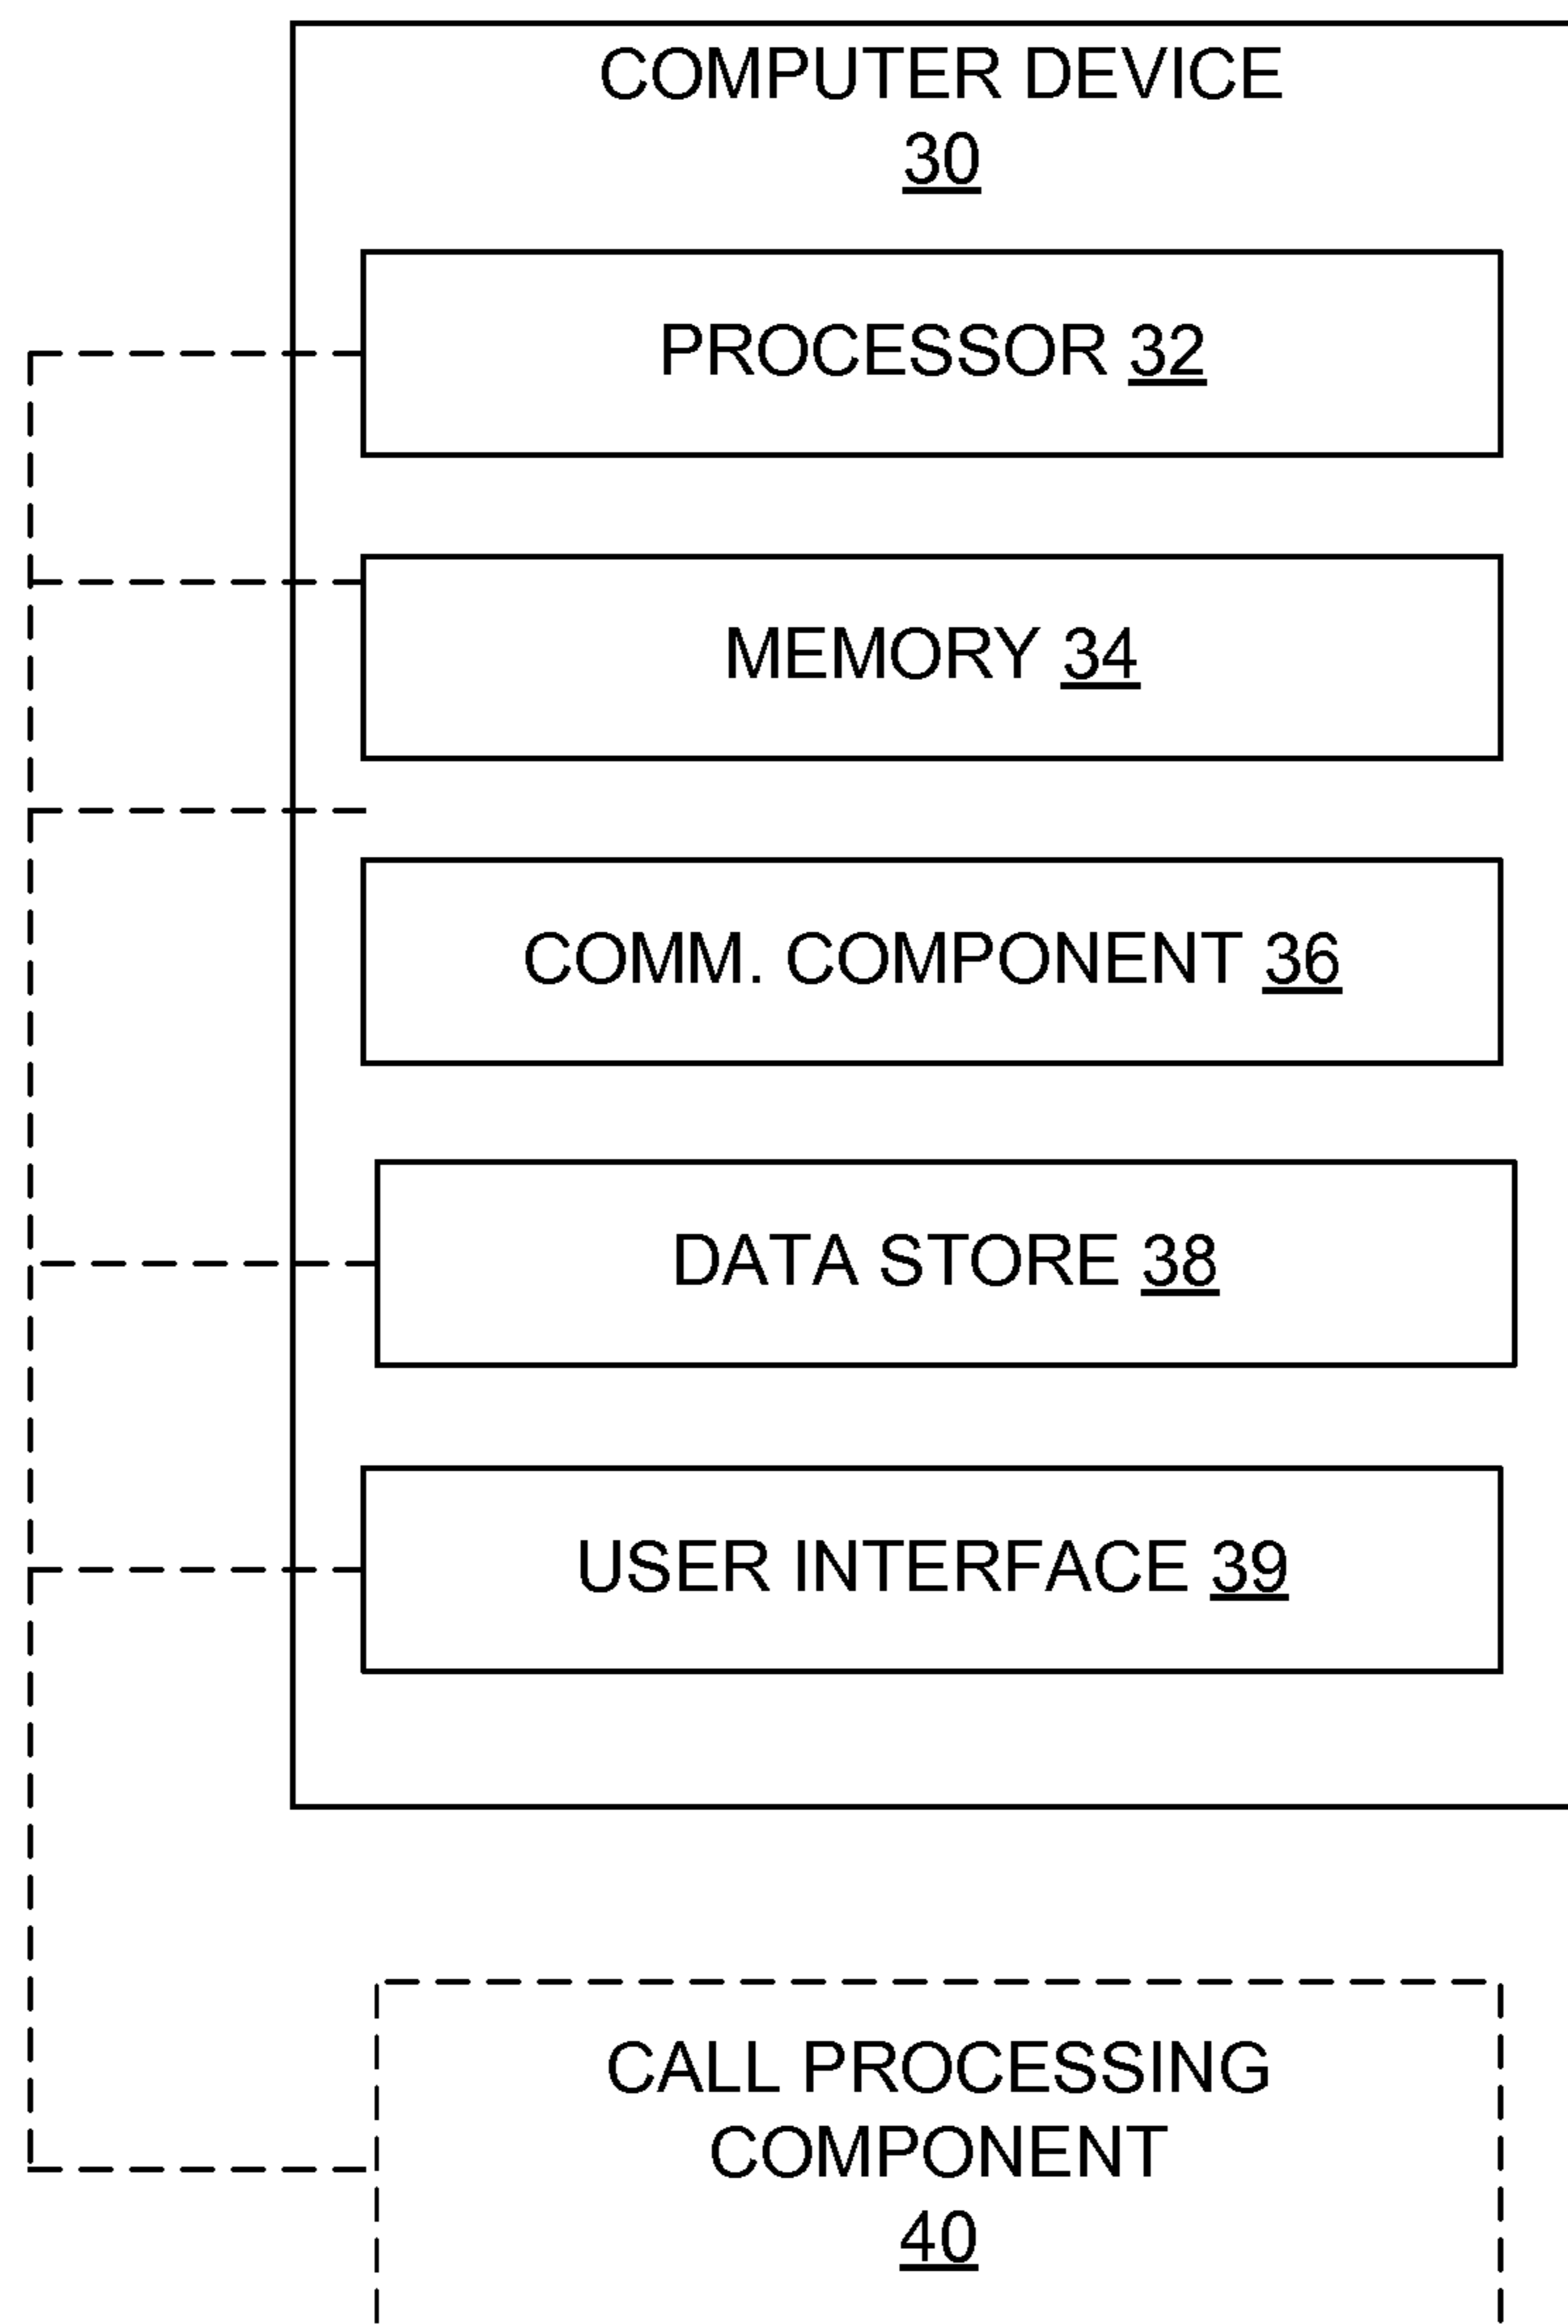 COMPUTER DEVICE
30
PROCESSOR 32
MEMORY 34
COMM. COMPONENT 36
DATA STORE 38
USER INTERFACE 39
CALL PROCESSING
COMPONENT
40